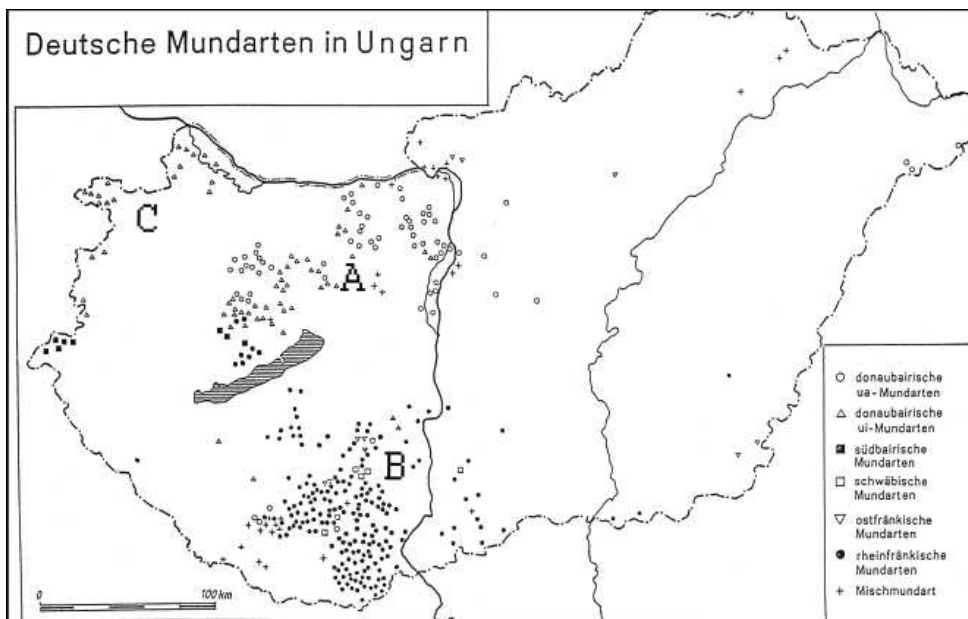 Deutsche Mundarten in Ungarn
C
A
B
donaubairische
ua-Mundarten
donaubairische
ui-Mundarten
südbairische
Mundarten
schwäbische
Mundarten
ostfränkische
Mundarten
rheinfränkische
Mundarten
Mischmundart
0 100 km